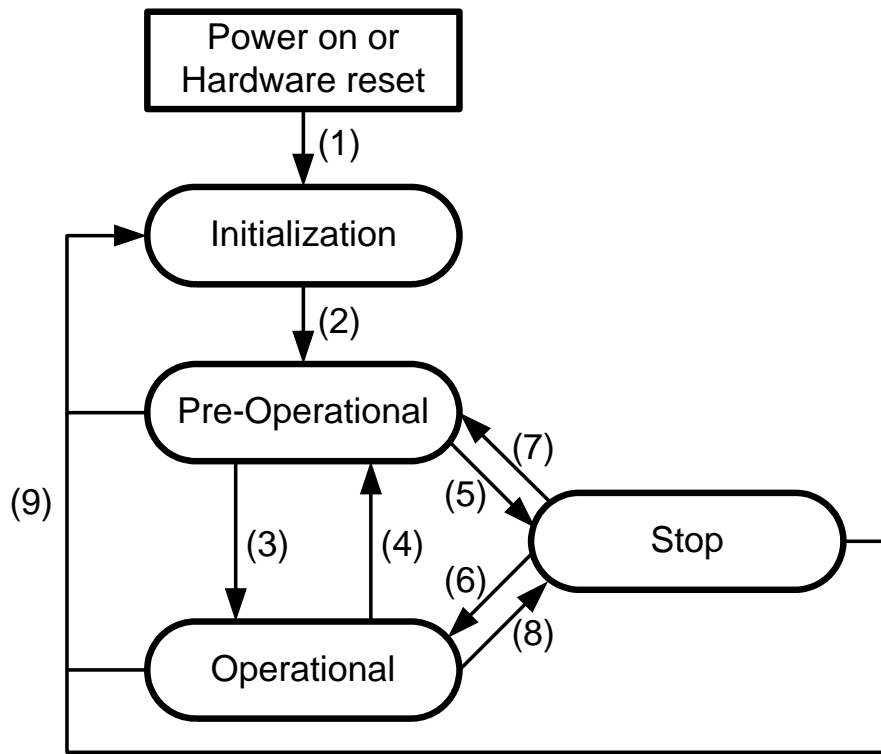 Power on or
Hardware reset
(1)
Initialization
(2)
Pre-Operational
(7)
(5)
(9)
(3)
(4)
Stop
(6)
(8)
Operational